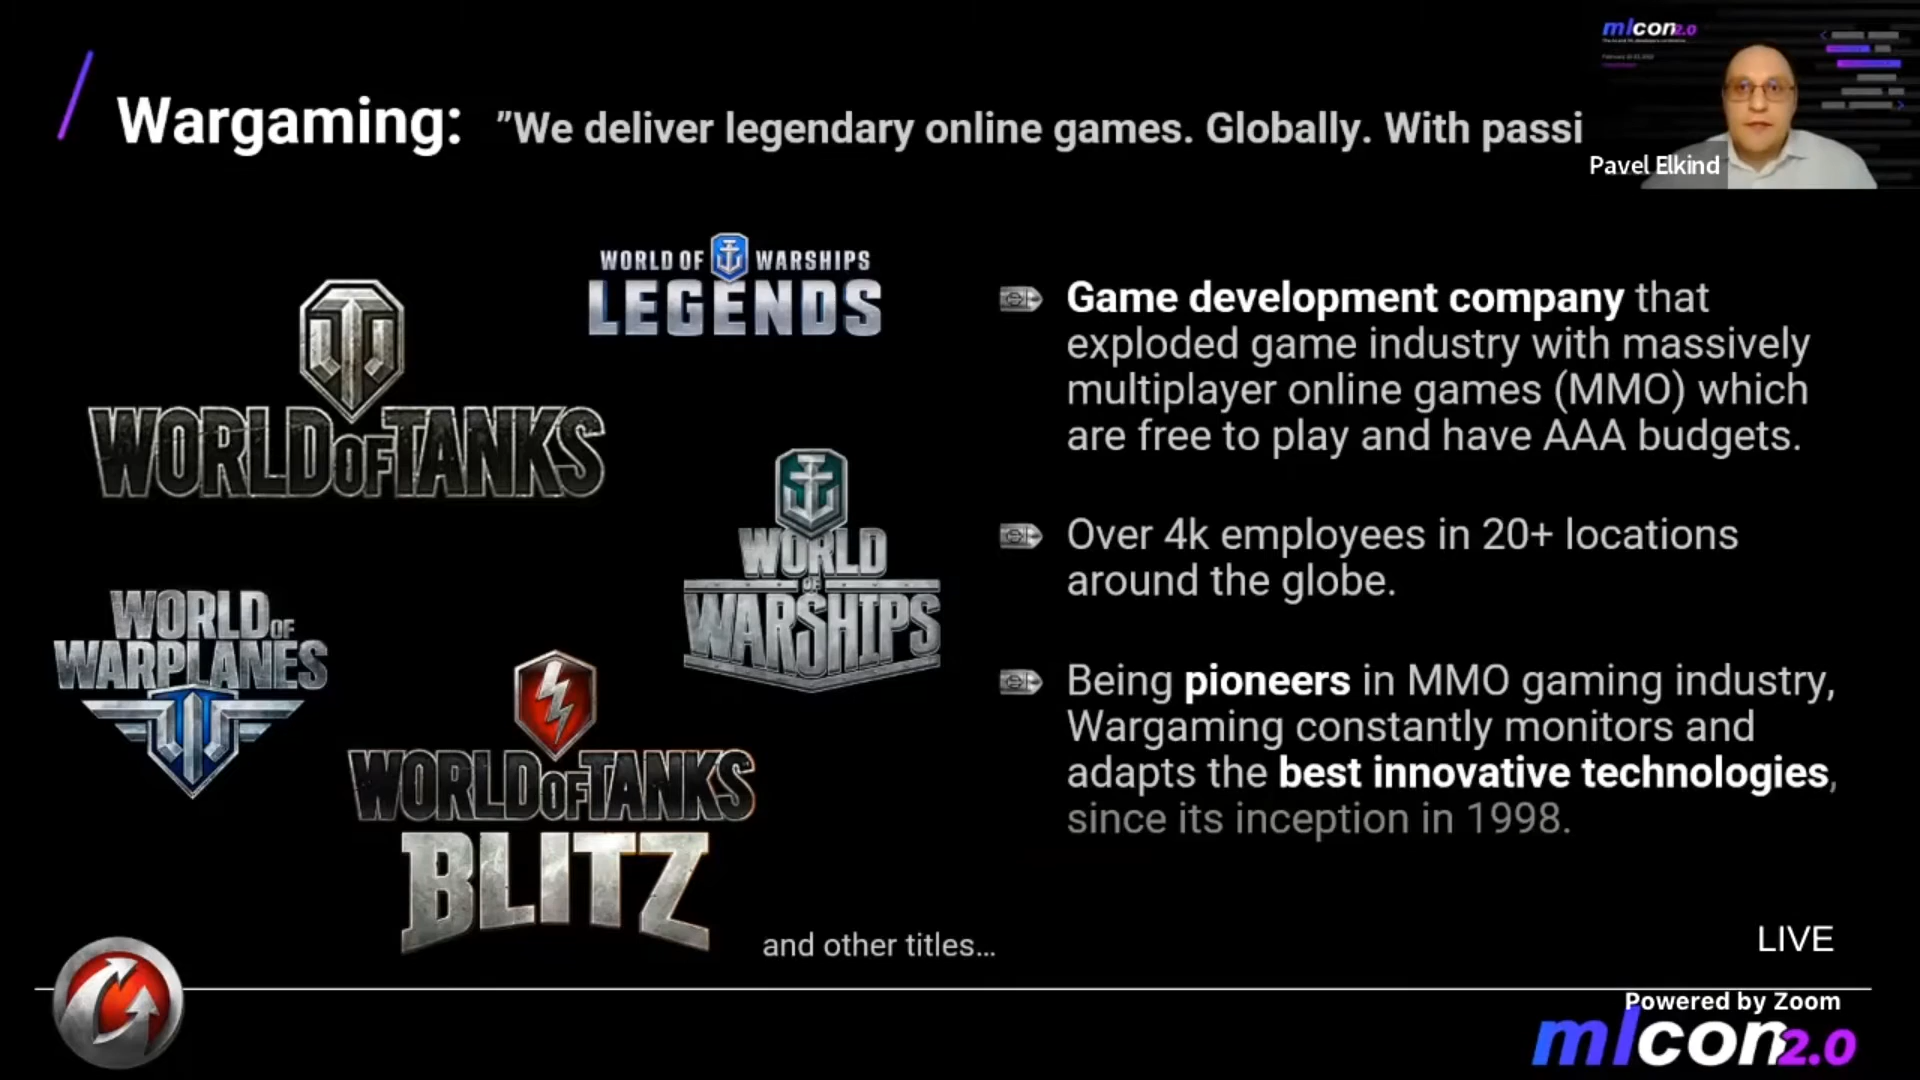 mlcon2.0
Wargaming: ”We deliver legendary online games. Globally. With passi
Pavel Elkind
WORLD OF WARSHIPS
LEGENDS
WORLD OF TANKS
WORLD
OF
WARSHIPS
WORLD OF
WARPLANES
WORLD OF TANKS
BLITZ
and other titles...
Game development company that
exploded game industry with massively
multiplayer online games (MMO) which
are free to play and have AAA budgets.
Over 4k employees in 20+ locations
around the globe.
Being pioneers in MMO gaming industry,
Wargaming constantly monitors and
adapts the best innovative technologies,
since its inception in 1998.
LIVE
Powered by Zoom
mlcon2.0